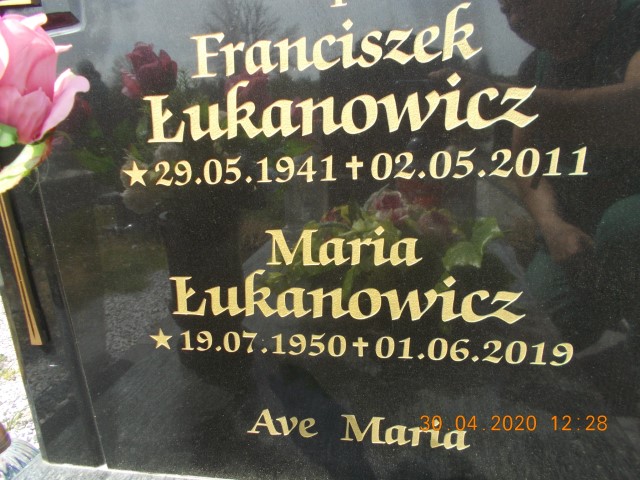 Franciszek
Łukanowicz
★29.05.1941✝02.05.2011
Maria
Łukanowicz
★19.07.1950✝01.06.2019
Ave Maria
30.04.2020 12:28